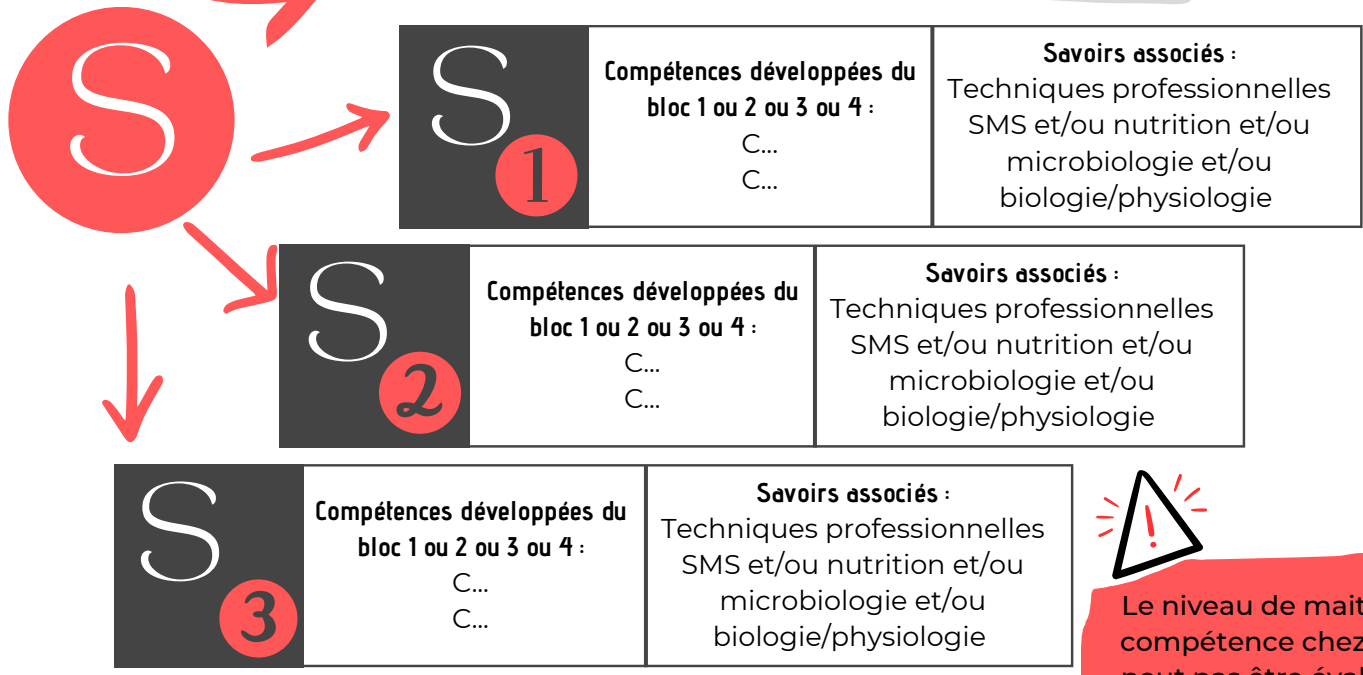 S
S
1
Compétences développées du
bloc 1 ou 2 ou 3 ou 4 :
C...
C...
Savoirs associés :
Techniques professionnelles
SMS et/ou nutrition et/ou
microbiologie et/ou
biologie/physiologie
S
2
Compétences développées du
bloc 1 ou 2 ou 3 ou 4 :
C...
C...
Savoirs associés :
Techniques professionnelles
SMS et/ou nutrition et/ou
microbiologie et/ou
biologie/physiologie
S
3
Compétences développées du
bloc 1 ou 2 ou 3 ou 4 :
C...
C...
Savoirs associés :
Techniques professionnelles
SMS et/ou nutrition et/ou
microbiologie et/ou
biologie/physiologie
!
Le niveau de mait
compétence chez